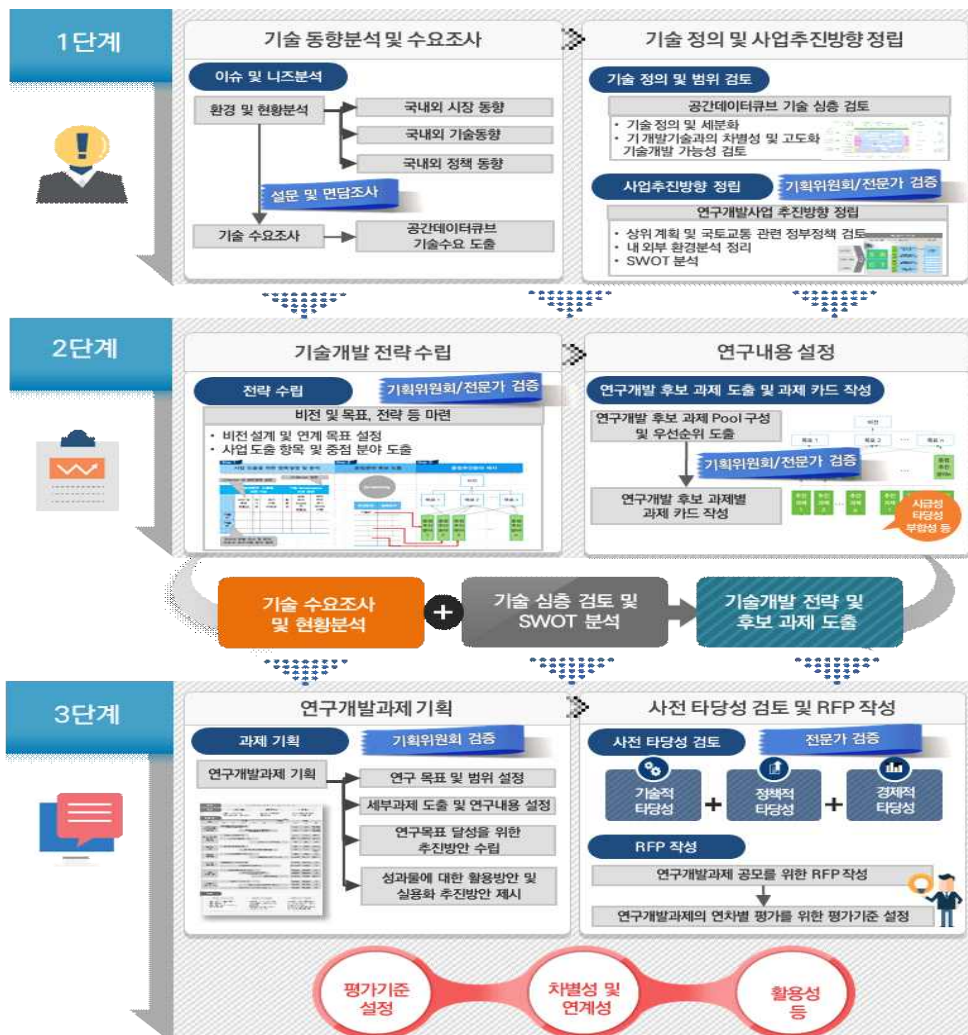 1단계
기술 동향분석 및 수요조사
이슈 및 니즈분석
환경 및 현황분석
국내외 시장 동향
국내외 기술동향
국내외 정책 동향
설문 및 면담조사
기술 수요조사
공간데이터큐브
기술수요 도출
기술 정의 및 사업추진방향 정립
기술 정의 및 범위 검토
공간데이터큐브 기술 심층 검토
• 기술 정의 및 세분화
• 기 개발기술과의 차별성 및 고도화
기술개발 가능성 검토
사업추진방향 정립
기획위원회/전문가 검증
연구개발사업 추진방향 정립
• 상위 계획 및 국토교통 관련 정부정책 검토
• 내 외부 환경분석 정리
• SWOT 분석
2단계
기술개발 전략 수립
전략 수립
기획위원회/전문가 검증
비전 및 목표, 전략 등 마련
• 비전 설계 및 연계 목표 설정
• 사업 도출 항목 및 중점 분야 도출
비전
목표 1
목표 2
연구내용 설정
연구개발 후보 과제 도출 및 과제 카드 작성
연구개발 후보 과제 Pool 구성
및 우선순위 도출
기획위원회/전문가 검증
연구개발 후보 과제별
과제 카드 작성
비전
목표 1
목표 2
목표 n
시급성
타당성
부합성 등
기술 수요조사
및 현황분석
+
기술 심층 검토 및
SWOT 분석
기술개발 전략 및
후보 과제 도출
3단계
연구개발과제 기획
과제 기획
기획위원회 검증
연구개발과제 기획
연구 목표 및 범위 설정
세부과제 도출 및 연구내용 설정
연구목표 달성을 위한
추진방안 수립
성과물에 대한 활용방안 및
실용화 추진방안 제시
사전 타당성 검토 및 RFP 작성
사전 타당성 검토
전문가 검증
기술적
타당성
+
정책적
타당성
+
경제적
타당성
RFP 작성
연구개발과제 공모를 위한 RFP 작성
연구개발과제의 연차별 평가를 위한 평가기준 설정
평가기준
설정
차별성 및
연계성
활용성
등